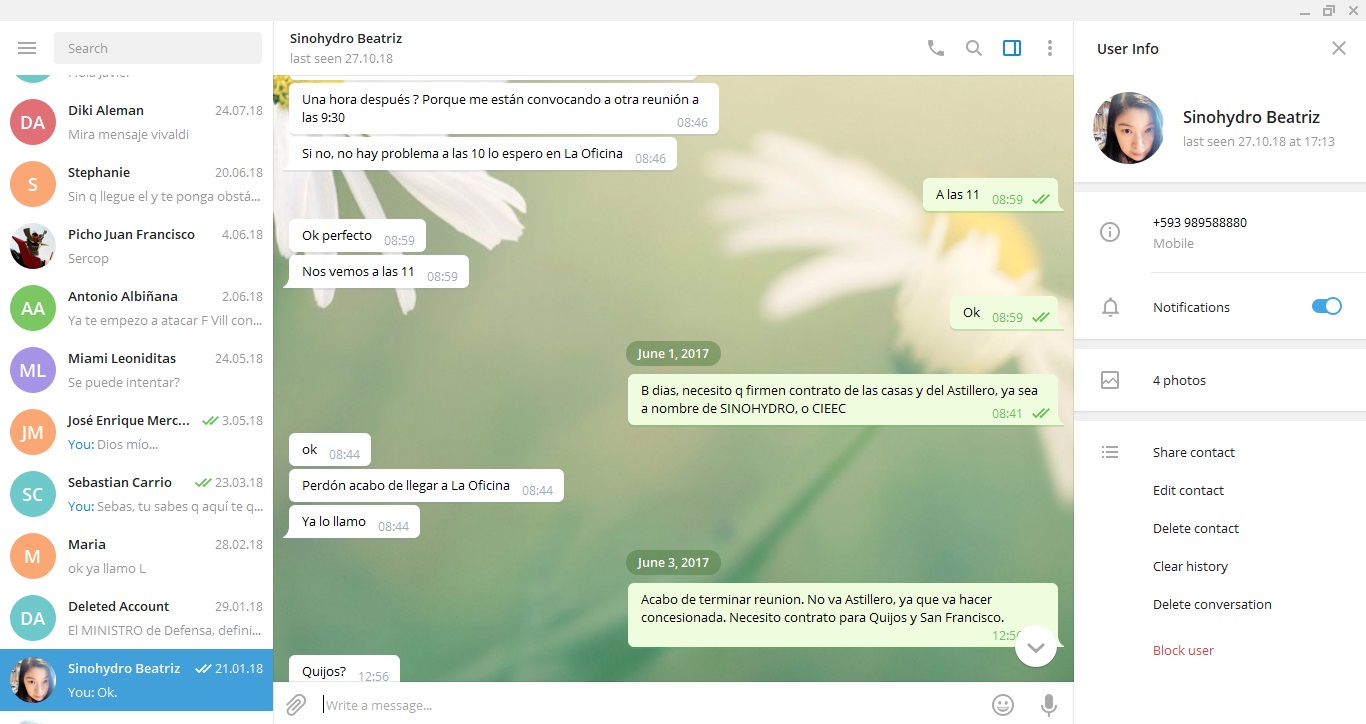 Search
Diki Aleman 24.07.18
Mira mensaje vivaldi
Stephanie 20.06.18
Sin q llegue el y te ponga obstá...
Picho Juan Francisco 4.06.18
Sercop
AA Antonio Albiñana 2.06.18
Ya te empezo a atacar F Vill con...
ML Miami Leoniditas 24.05.18
Se puede intentar?
JM José Enrique Merc... 3.05.18
You: Dios mío...
SC Sebastian Carrio 23.03.18
You: Sebas, tu sabes q aquí te q...
M Maria 28.02.18
ok ya llamo L
DA Deleted Account 29.01.18
El MINISTRO de Defensa, defini...
Sinohydro Beatriz 21.01.18
You: Ok.
DA
S
Sinohydro Beatriz
last seen 27.10.18
Una hora después ? Porque me están convocando a otra reunión a
las 9:30 08:46
Si no, no hay problema a las 10 lo espero en La Oficina 08:46
A las 11 08:59
Ok perfecto 08:59
Nos vemos a las 11 08:59
Ok 08:59
June 1, 2017
B dias, necesito q firmen contrato de las casas y del Astillero, ya sea
a nombre de SINOHYDRO, o CIEEC 08:41
ok 08:44
Perdón acabo de llegar a La Oficina 08:44
Ya lo llamo 08:44
June 3, 2017
Acabo de terminar reunion. No va Astillero, ya que va hacer
concesionada. Necesito contrato para Quijos y San Francisco.
12:56
Quijos? 12:56
Write a message...
User Info
Sinohydro Beatriz
last seen 27.10.18 at 17:13
+593 989588880
Mobile
Notifications
4 photos
Share contact
Edit contact
Delete contact
Clear history
Delete conversation
Block user